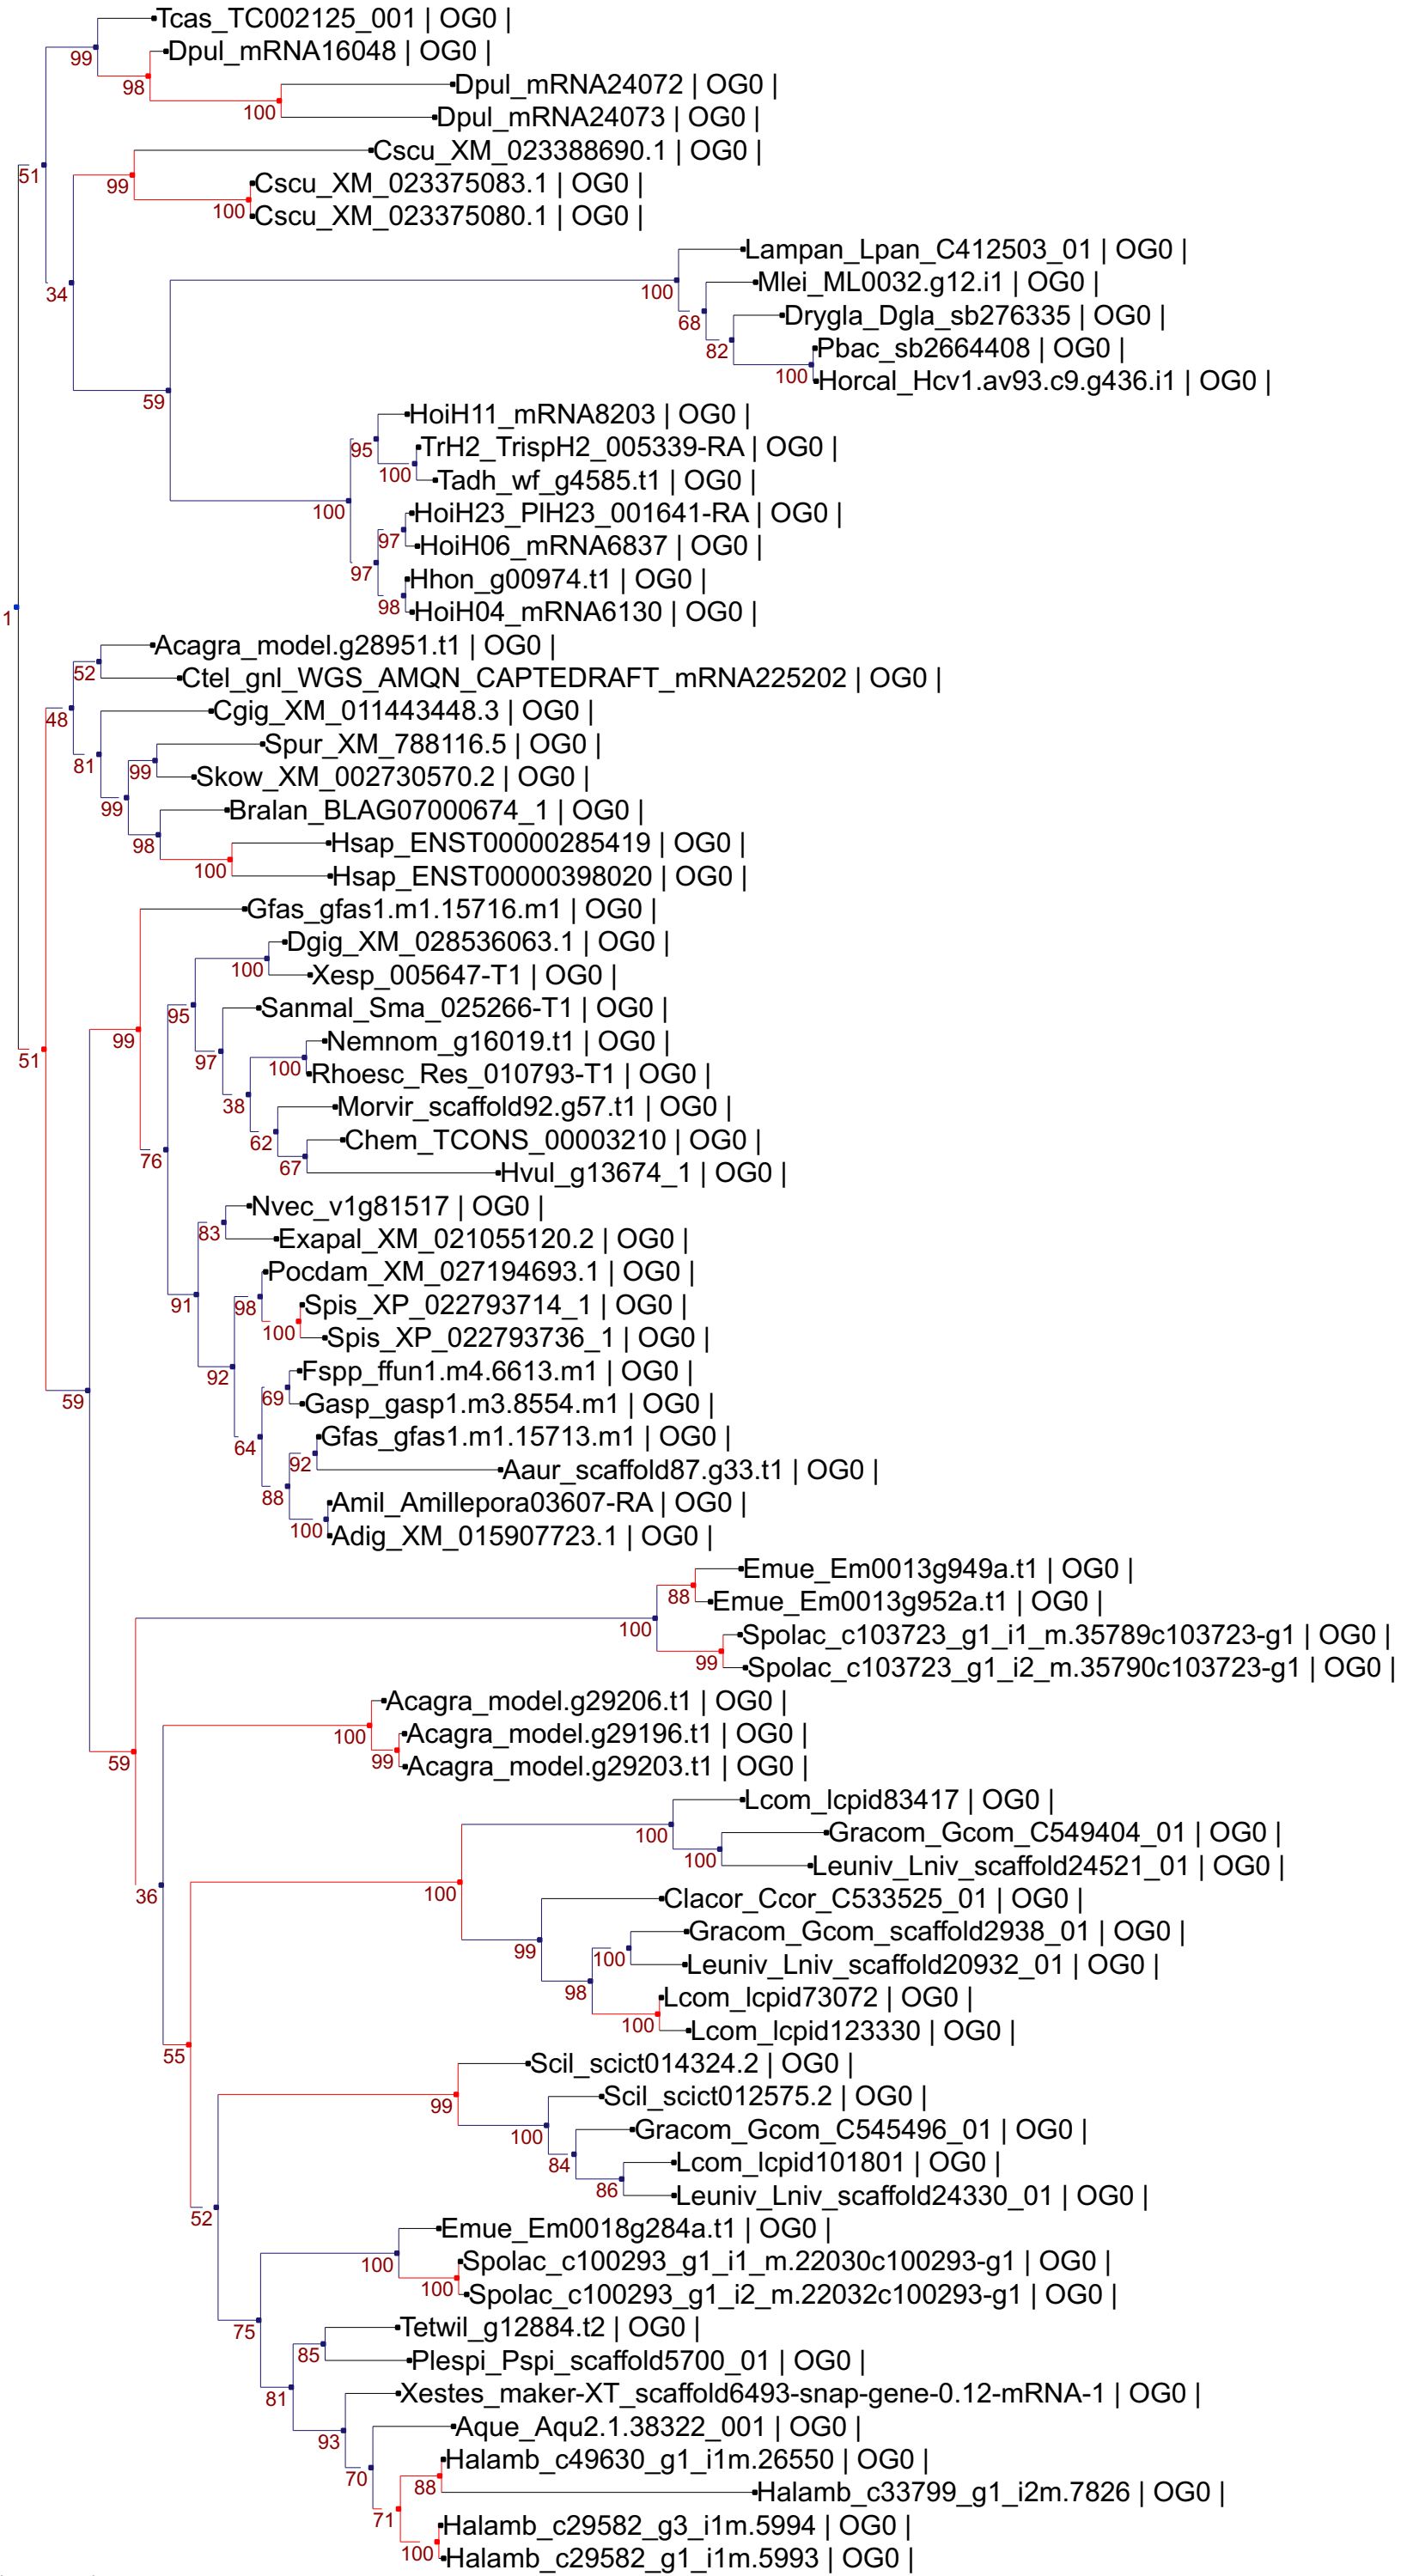 Tcas_TC002125_001 | OG0 |
Dpul_mRNA16048 | OG0 |
99
98
Dpul_mRNA24072 | OG0 |
100
Dpul_mRNA24073 | OG0 |
Cscu_XM_023388690.1 | OG0 |
51
99
Cscu_XM_023375083.1 | OG0 |
100
Cscu_XM_023375080.1 | OG0 |
Lampan_Lpan_C412503_01 | OG0 |
34
100
Mlei_ML0032.g12.i1 | OG0 |
68
Drygla_Dgla_sb276335 | OG0 |
82
Pbac_sb2664408 | OG0 |
100
Horcal_Hcv1.av93.c9.g436.i1 | OG0 |
59
HoiH11_mRNA8203 | OG0 |
95
TrH2_TrispH2_005339-RA | OG0 |
100
Tadh_wf_g4585.t1 | OG0 |
100
HoiH23_PlH23_001641-RA | OG0 |
97
HoiH06_mRNA6837 | OG0 |
97
Hhon_g00974.t1 | OG0 |
98
HoiH04_mRNA6130 | OG0 |
1
Acagra_model.g28951.t1 | OG0 |
52
Ctel_gnl_WGS_AMQN_CAPTEDRAFT_mRNA225202 | OG0 |
48
Cgig_XM_011443448.3 | OG0 |
81
Spur_XM_788116.5 | OG0 |
99
Skow_XM_002730570.2 | OG0 |
99
Bralan_BLAG07000674_1 | OG0 |
98
Hsap_ENST00000285419 | OG0 |
100
Hsap_ENST00000398020 | OG0 |
Gfas_gfas1.m1.15716.m1 | OG0 |
Dgig_XM_028536063.1 | OG0 |
100
Xesp_005647-T1 | OG0 |
95
Sanmal_Sma_025266-T1 | OG0 |
99
Nemnom_g16019.t1 | OG0 |
51
97
100
Rhoesc_Res_010793-T1 | OG0 |
38
Morvir_scaffold92.g57.t1 | OG0 |
62
Chem_TCONS_00003210 | OG0 |
76
67
Hvul_g13674_1 | OG0 |
Nvec_v1g81517 | OG0 |
83
Exapal_XM_021055120.2 | OG0 |
Pocdam_XM_027194693.1 | OG0 |
91
98
Spis_XP_022793714_1 | OG0 |
100
Spis_XP_022793736_1 | OG0 |
92
Fspp_ffun1.m4.6613.m1 | OG0 |
59
69
Gasp_gasp1.m3.8554.m1 | OG0 |
64
Gfas_gfas1.m1.15713.m1 | OG0 |
92
Aaur_scaffold87.g33.t1 | OG0 |
88
Amil_Amillepora03607-RA | OG0 |
100
Adig_XM_015907723.1 | OG0 |
Emue_Em0013g949a.t1 | OG0 |
88
Emue_Em0013g952a.t1 | OG0 |
100
Spolac_c103723_g1_i1_m.35789c103723-g1 | OG0 |
99
Spolac_c103723_g1_i2_m.35790c103723-g1 | OG0 |
Acagra_model.g29206.t1 | OG0 |
100
Acagra_model.g29196.t1 | OG0 |
59
99
Acagra_model.g29203.t1 | OG0 |
Lcom_lcpid83417 | OG0 |
100
Gracom_Gcom_C549404_01 | OG0 |
100
Leuniv_Lniv_scaffold24521_01 | OG0 |
36
100
Clacor_Ccor_C533525_01 | OG0 |
Gracom_Gcom_scaffold2938_01 | OG0 |
99
100
Leuniv_Lniv_scaffold20932_01 | OG0 |
98
Lcom_lcpid73072 | OG0 |
100
Lcom_lcpid123330 | OG0 |
55
Scil_scict014324.2 | OG0 |
99
Scil_scict012575.2 | OG0 |
100
Gracom_Gcom_C545496_01 | OG0 |
84
Lcom_lcpid101801 | OG0 |
86
Leuniv_Lniv_scaffold24330_01 | OG0 |
52
Emue_Em0018g284a.t1 | OG0 |
100
Spolac_c100293_g1_i1_m.22030c100293-g1 | OG0 |
100
Spolac_c100293_g1_i2_m.22032c100293-g1 | OG0 |
75
Tetwil_g12884.t2 | OG0 |
85
Plespi_Pspi_scaffold5700_01 | OG0 |
81
Xestes_maker-XT_scaffold6493-snap-gene-0.12-mRNA-1 | OG0 |
93
Aque_Aqu2.1.38322_001 | OG0 |
70
Halamb_c49630_g1_i1m.26550 | OG0 |
88
Halamb_c33799_g1_i2m.7826 | OG0 |
71
Halamb_c29582_g3_i1m.5994 | OG0 |
100
Halamb_c29582_g1_i1m.5993 | OG0 |